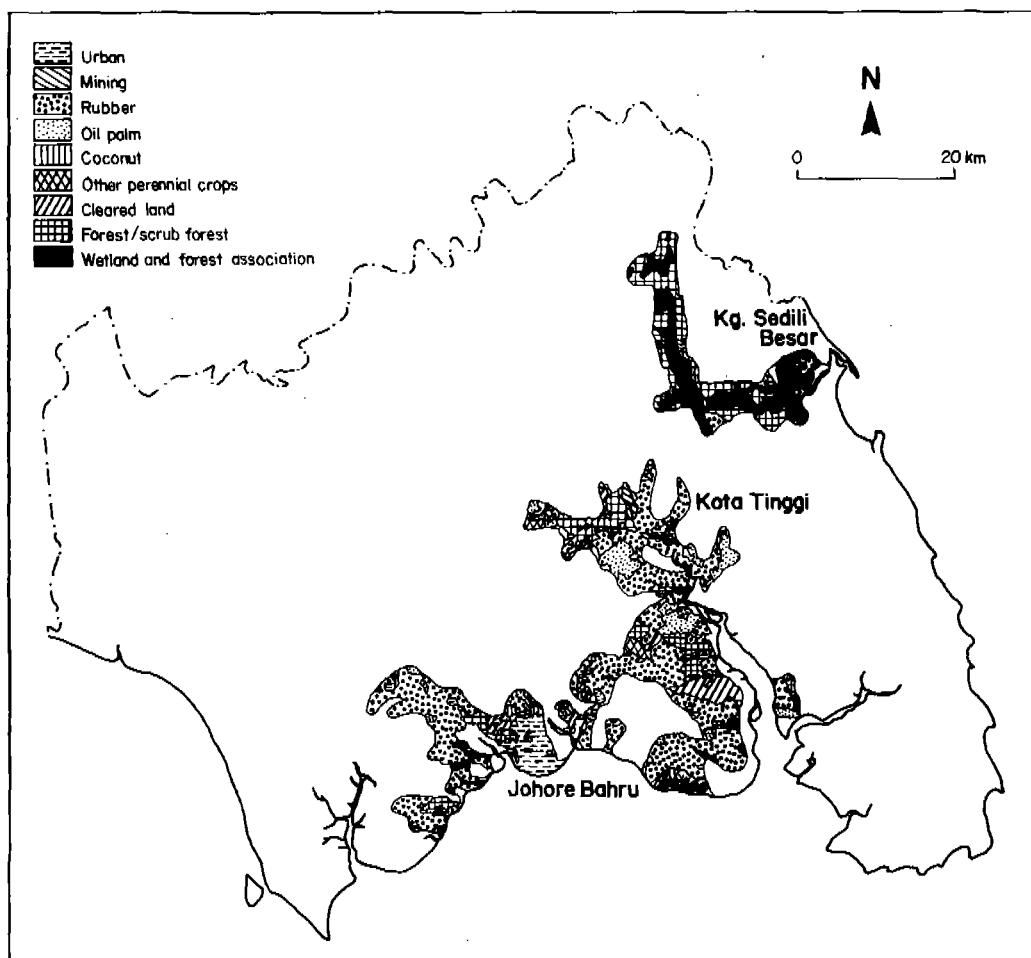 Urban
Mining
Rubber
Oil palm
Coconut
Other perennial crops
Cleared land
Forest/scrub forest
Wetland and forest association
N
0 20 km
Kg. Sedili
Besar
Kota Tinggi
Johore Bahru